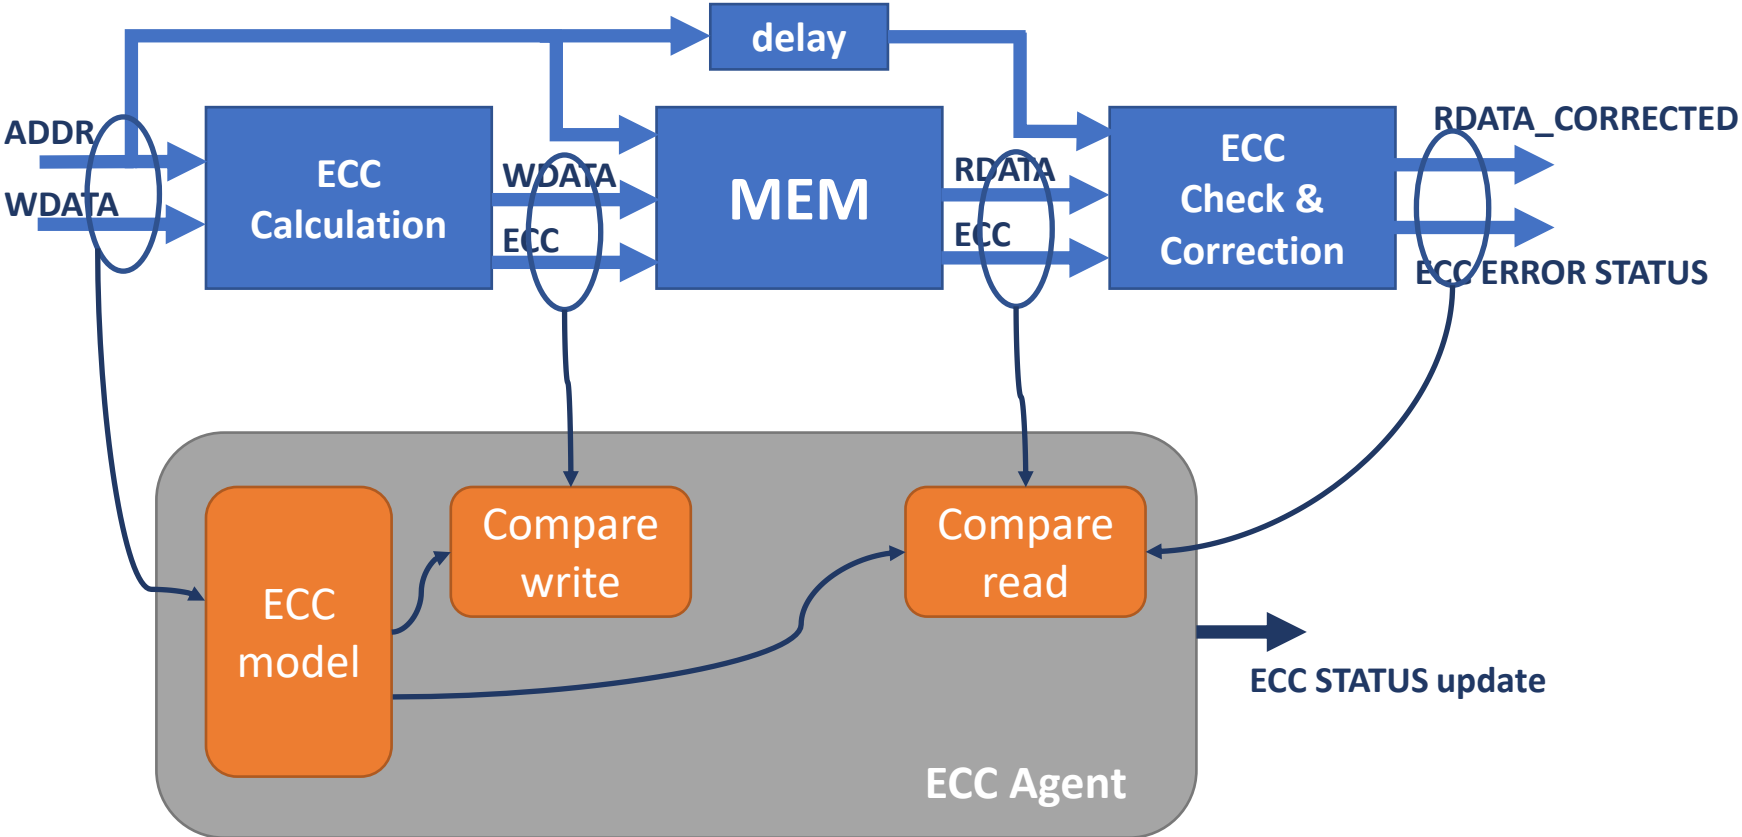 delay
ADDR
WDATA
ECC
Calculation
WDATA
ECC
MEM
RDATA
ECC
ECC
Check &
Correction
RDATA_CORRECTED
ECC ERROR STATUS
Compare
write
Compare
read
ECC
model
ECC STATUS update
ECC Agent